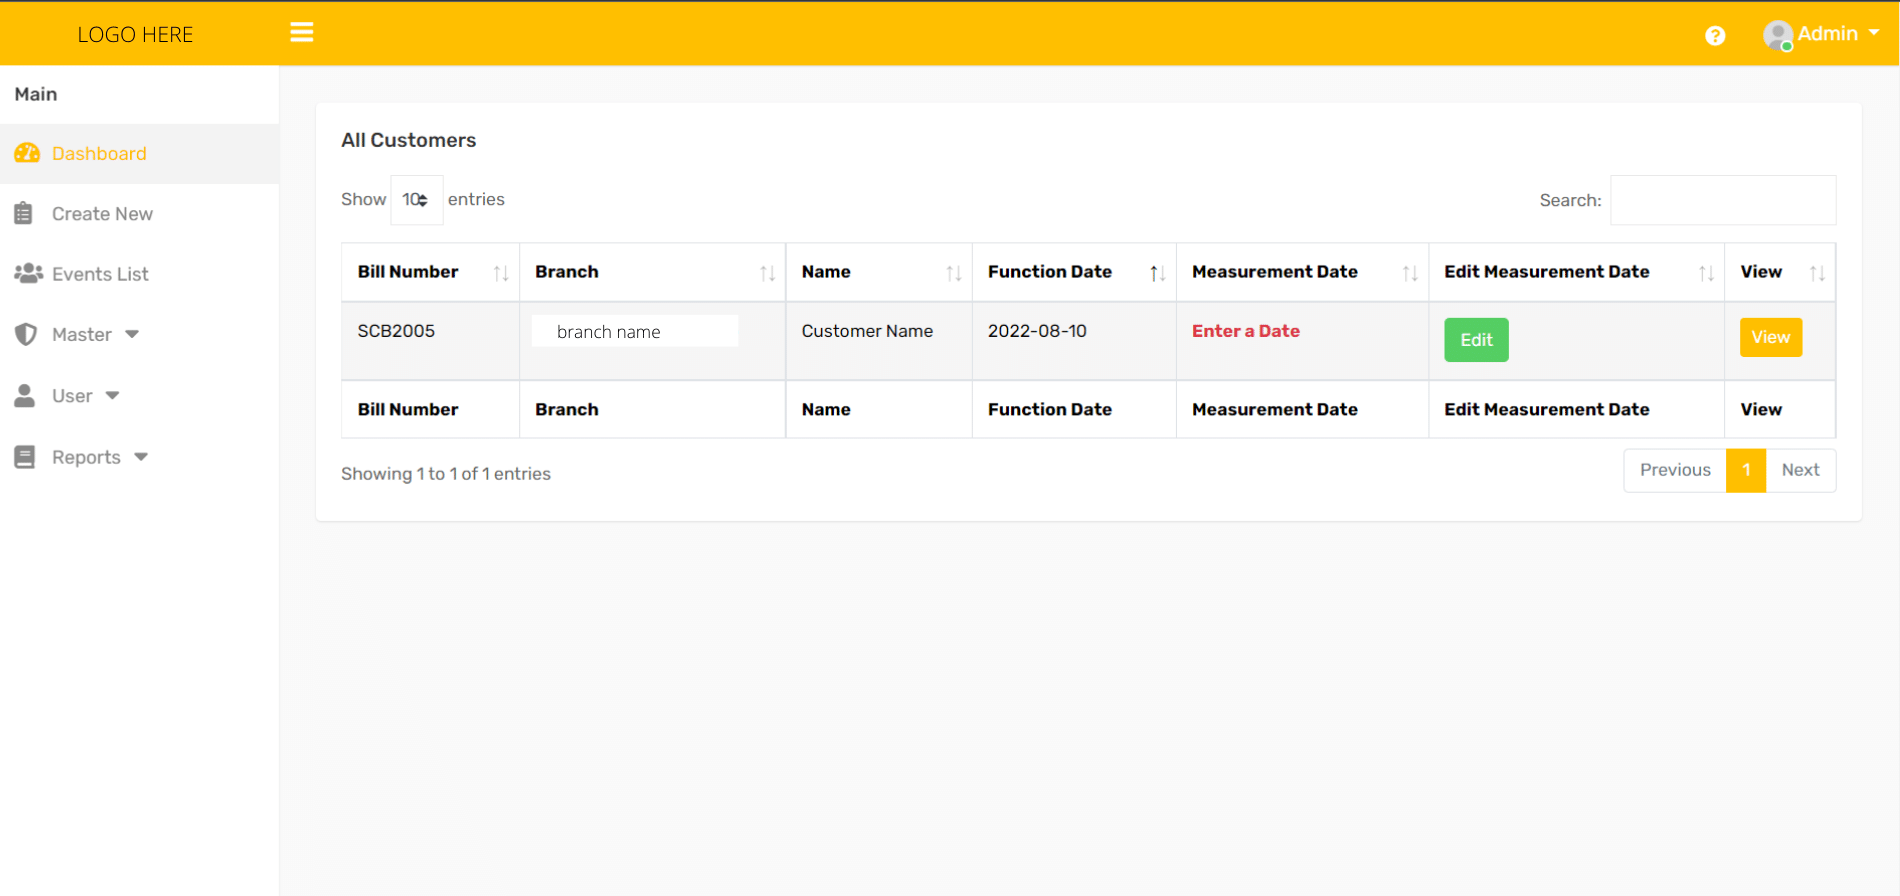 LOGO HERE
Admin
Main
Dashboard
Create New
Events List
Master
User
Reports
All Customers
Show 10 entries
Search:
Bill Number Branch Name Function Date Measurement Date Edit Measurement Date View
SCB2005 branch name Customer Name 2022-08-10 Enter a Date Edit View
Bill Number Branch Name Function Date Measurement Date Edit Measurement Date View
Showing 1 to 1 of 1 entries
Previous 1 Next